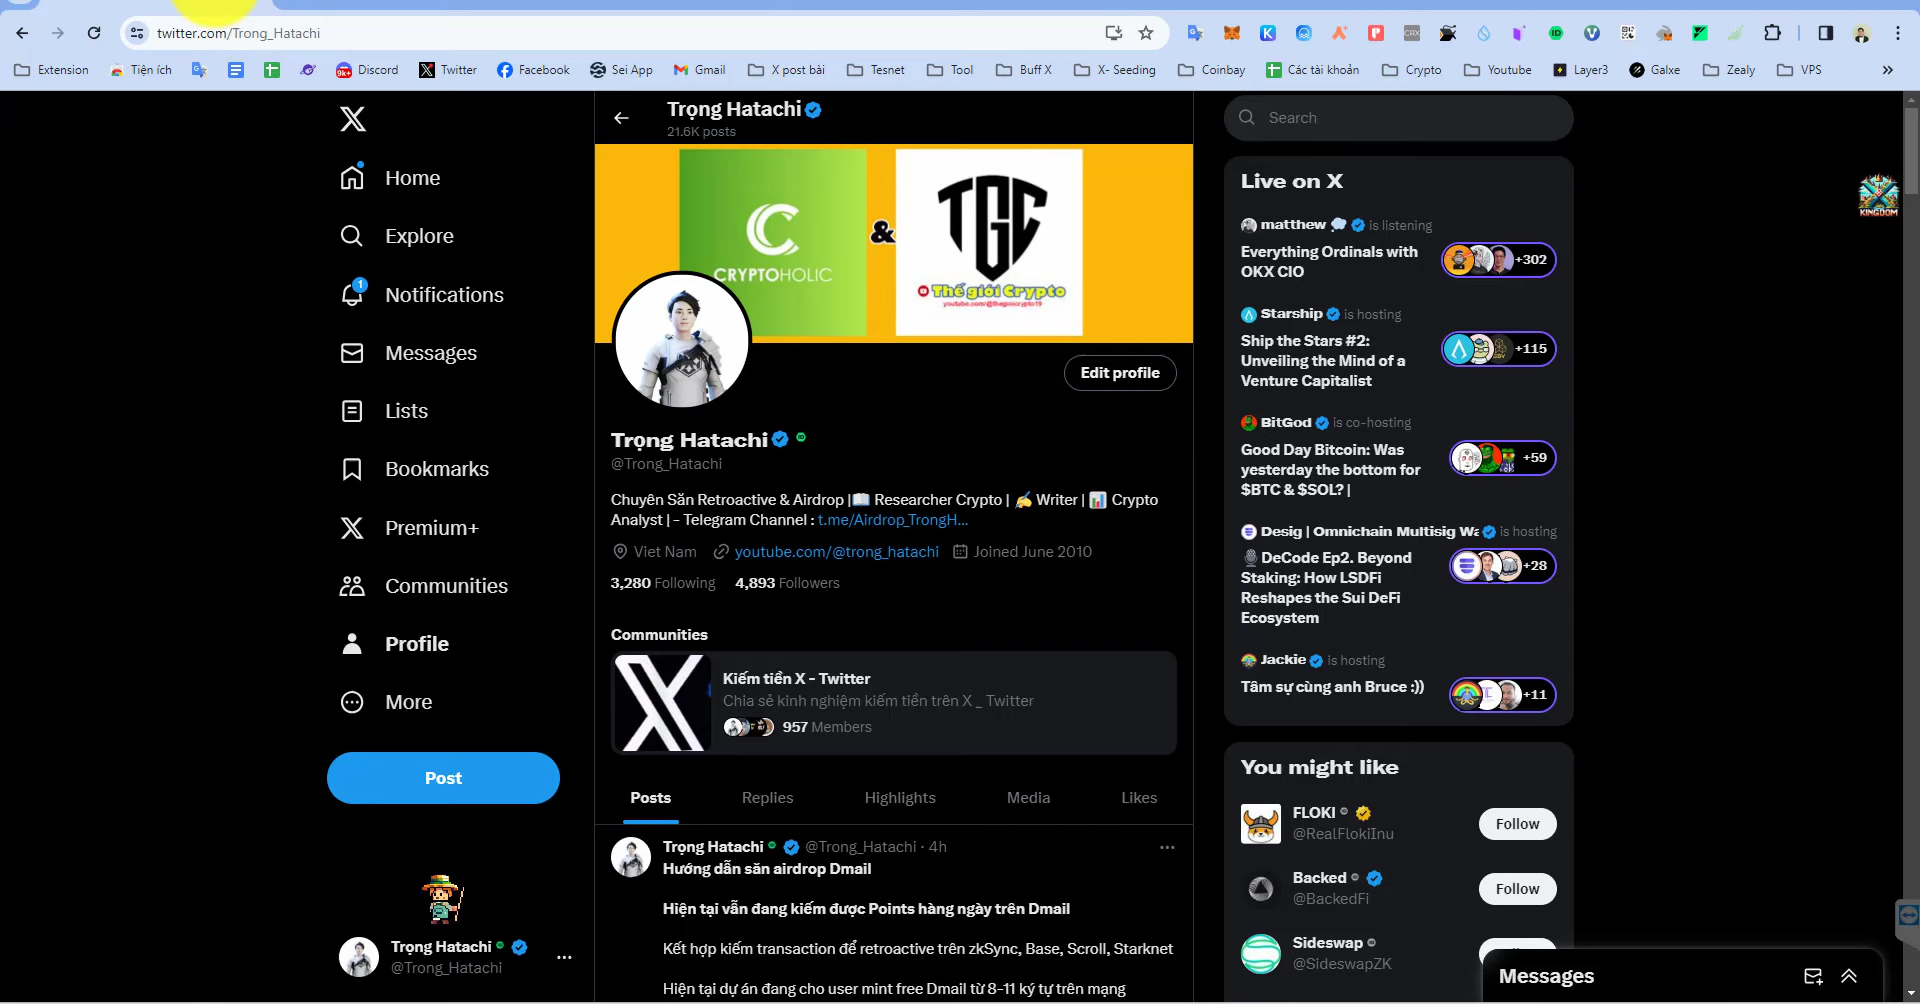 twitter.com/Trong_Hatachi
Extension
Tiện ích
Discord
Twitter
Facebook
Sei App
Gmail
X post bài
Tesnet
Tool
Buff X
X- Seeding
Coinbay
Các tài khoản
Crypto
Youtube
Layer3
Galxe
Zealy
VPS
Home
Explore
1
Notifications
Messages
Lists
Bookmarks
Premium+
Communities
Profile
More
Post
Trọng Hatachi
@Trong_Hatachi
Trọng Hatachi
21.6K posts
CRYPTOHOLIC
&
TGC
Thế giới Crypto
youtube.com/@thegioicrypto19
Edit profile
Trọng Hatachi
@Trong_Hatachi
Chuyên Săn Retroactive & Airdrop |📖 Researcher Crypto | ✍ Writer | 📊 Crypto
Analyst | - Telegram Channel : t.me/Airdrop_TrongH...
Viet Nam youtube.com/@trong_hatachi Joined June 2010
3,280 Following 4,893 Followers
Communities
Kiếm tiền X - Twitter
Chia sẻ kinh nghiệm kiếm tiền trên X _ Twitter
957 Members
Posts Replies Highlights Media Likes
Trọng Hatachi @Trong_Hatachi · 4h
Hướng dẫn săn airdrop Dmail
Hiện tại vẫn đang kiếm được Points hàng ngày trên Dmail
Kết hợp kiếm transaction để retroactive trên zkSync, Base, Scroll, Starknet
Hiện tại dự án đang cho user mint free Dmail từ 8-11 ký tự trên mạng
Search
Live on X
matthew is listening
Everything Ordinals with
OKX CIO
+302
Starship is hosting
Ship the Stars #2:
Unveiling the Mind of a
Venture Capitalist
+115
BitGod is co-hosting
Good Day Bitcoin: Was
yesterday the bottom for
$BTC & $SOL? |
+59
Desig | Omnichain Multisig Wa is hosting
🎙DeCode Ep2. Beyond
Staking: How LSDFi
Reshapes the Sui DeFi
Ecosystem
+28
Jackie is hosting
Tâm sự cùng anh Bruce :))
+11
You might like
FLOKI
@RealFlokiInu
Follow
Backed
@BackedFi
Follow
Sideswap
@SideswapZK
Messages
KINGDOM